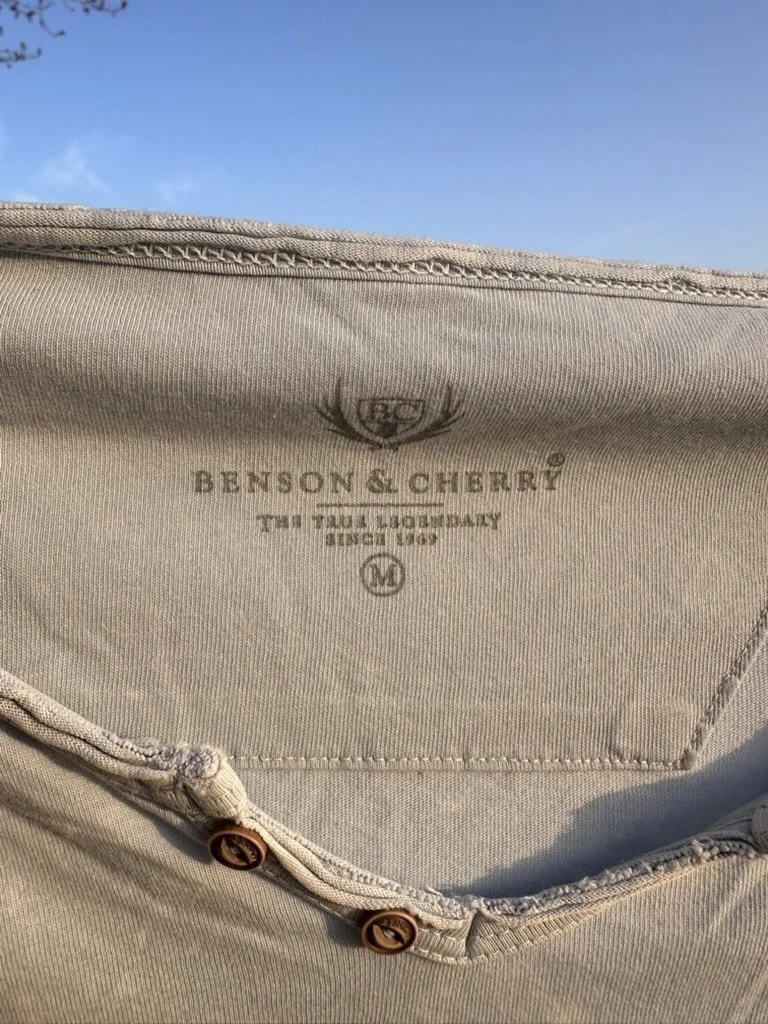 BC
BENSON & CHERRY®
THE TRUE LEGENDARY
SINCE 1969
M